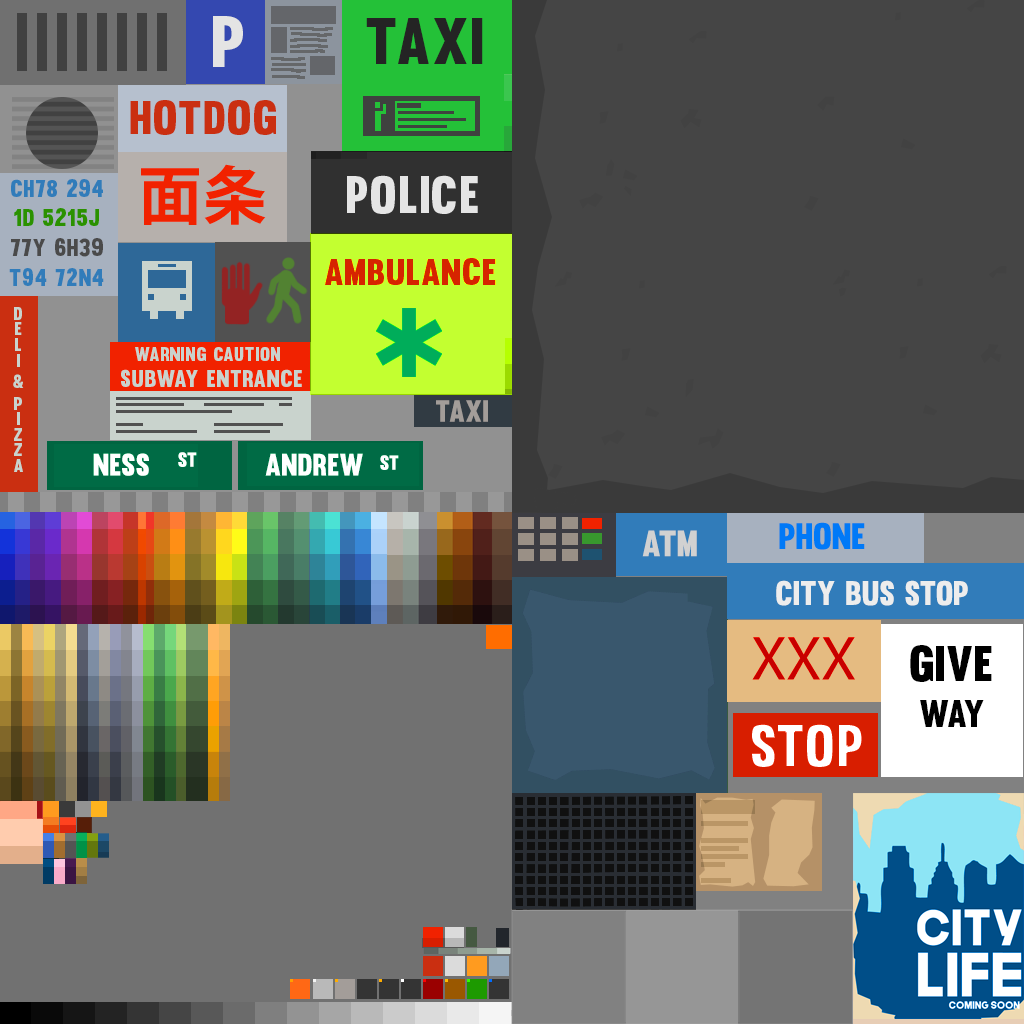 P
TAXI
HOTDOG
面条
POLICE
CH78 294
1D 5215J
77Y 6H39
T94 72N4
AMBULANCE
DELI & PIZZA
WARNING CAUTION
SUBWAY ENTRANCE
TAXI
NESS ST
ANDREW ST
ATM
PHONE
CITY BUS STOP
XXX
GIVE
WAY
STOP
CITY
LIFE
COMING SOON